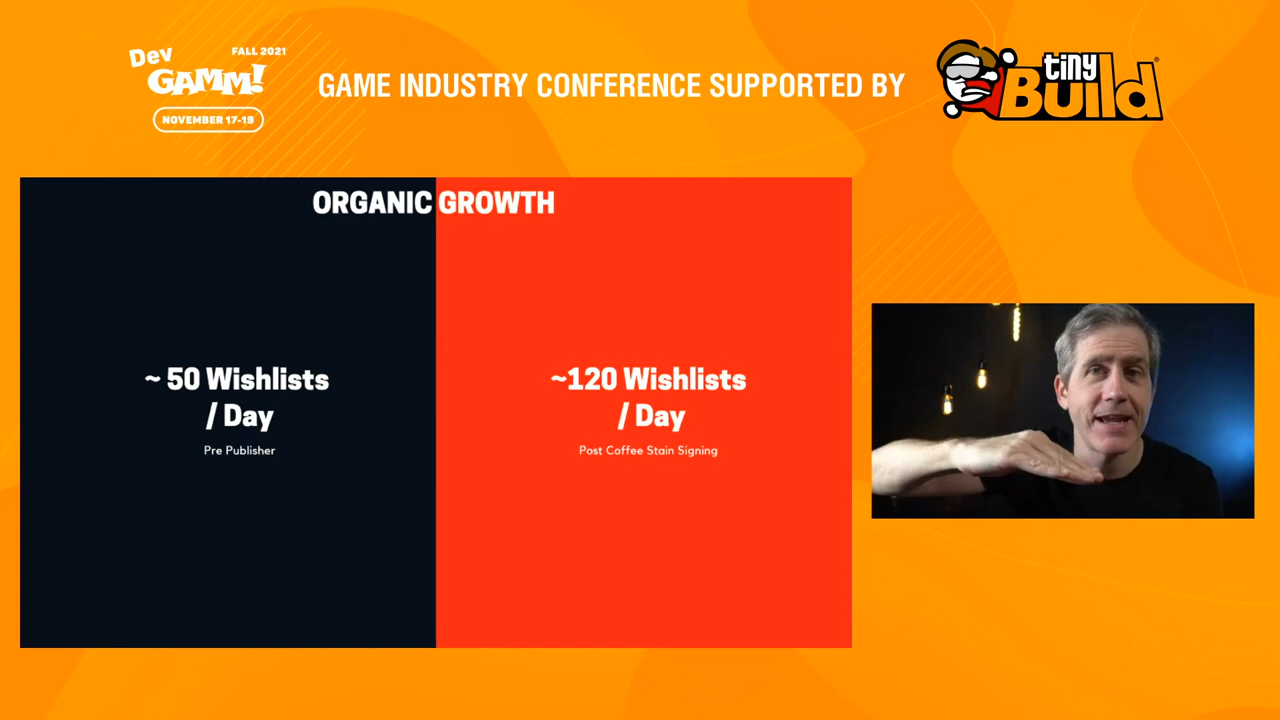 Dev
FALL 2021
GAMM!
NOVEMBER 17-19
GAME INDUSTRY CONFERENCE SUPPORTED BY
tiny
Build
ORGANIC GROWTH
~ 50 Wishlists
/ Day
Pre Publisher
~120 Wishlists
/ Day
Post Coffee Stain Signing